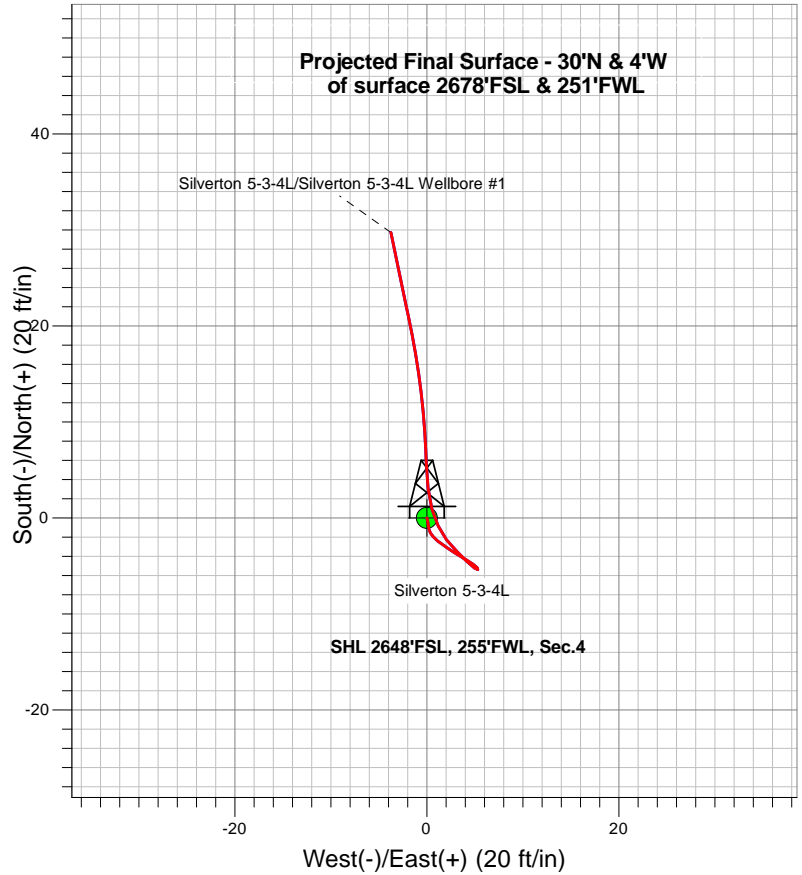 Projected Final Surface - 30'N & 4'W
of surface 2678'FSL & 251'FWL
40
Silverton 5-3-4L/Silverton 5-3-4L Wellbore #1
South(-)/North(+) (20 ft/in)
20
0
Silverton 5-3-4L
SHL 2648'FSL, 255'FWL, Sec.4
-20
-20
0
20
West(-)/East(+) (20 ft/in)